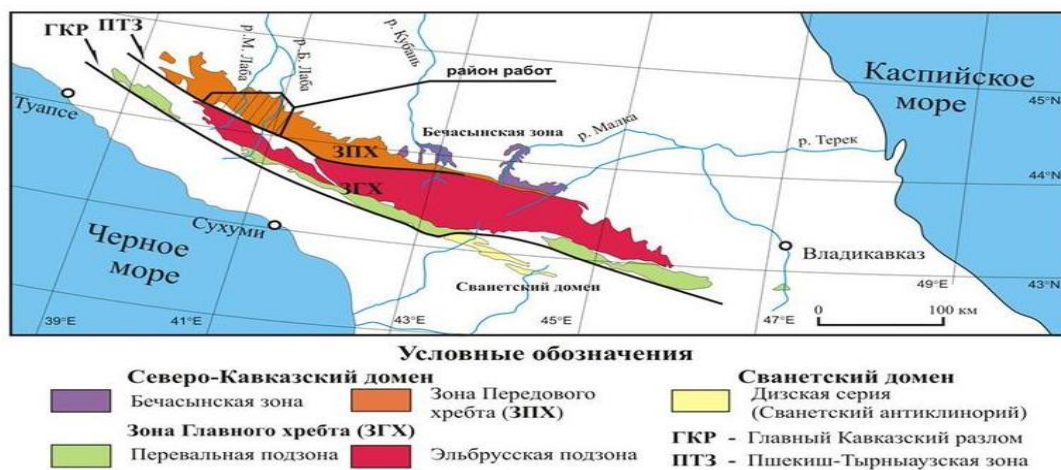 ГКР
ПТЗ
р.М. Лаба
р.Б. Лаба
р.Кубань
район работ
Каспийское
море
45°N
Туапсе
Бечасынская зона
р. Малка
р. Терек
ЗПХ
44°N
ЗГХ
Сухуми
Черное
море
Владикавказ
Сванетский домен
49°E
43°N
39°E
41°E
43°E
45°E
47°E
0
100 км
Условные обозначения
Северо-Кавказский домен
Бечасынская зона
Зона Передового
хребта (ЗПХ)
Зона Главного хребта (ЗГХ)
Перевальная подзона
Эльбрусская подзона
Сванетский домен
Дизская серия
(Сванетский антиклинорий)
ГКР - Главный Кавказский разлом
ПТЗ - Пшекиш-Тырныаузская зона